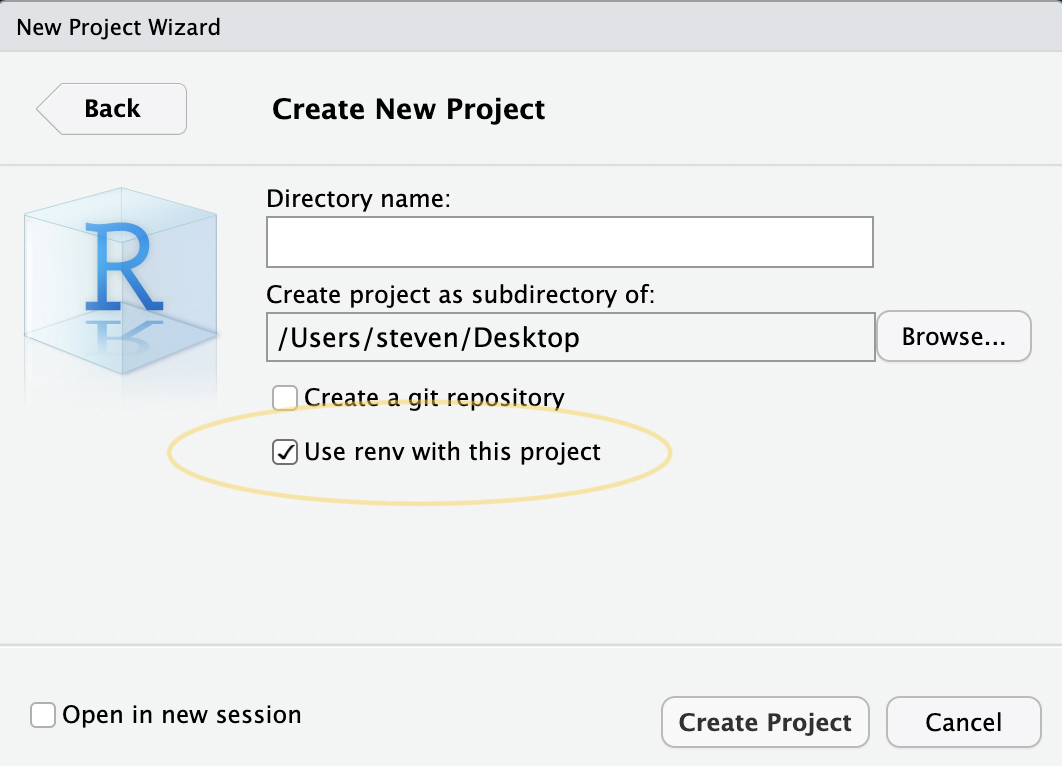 New Project Wizard
Back
Create New Project
R
Directory name:
Create project as subdirectory of:
/Users/steven/Desktop
Browse...
Create a git repository
Use renv with this project
Open in new session
Create Project
Cancel